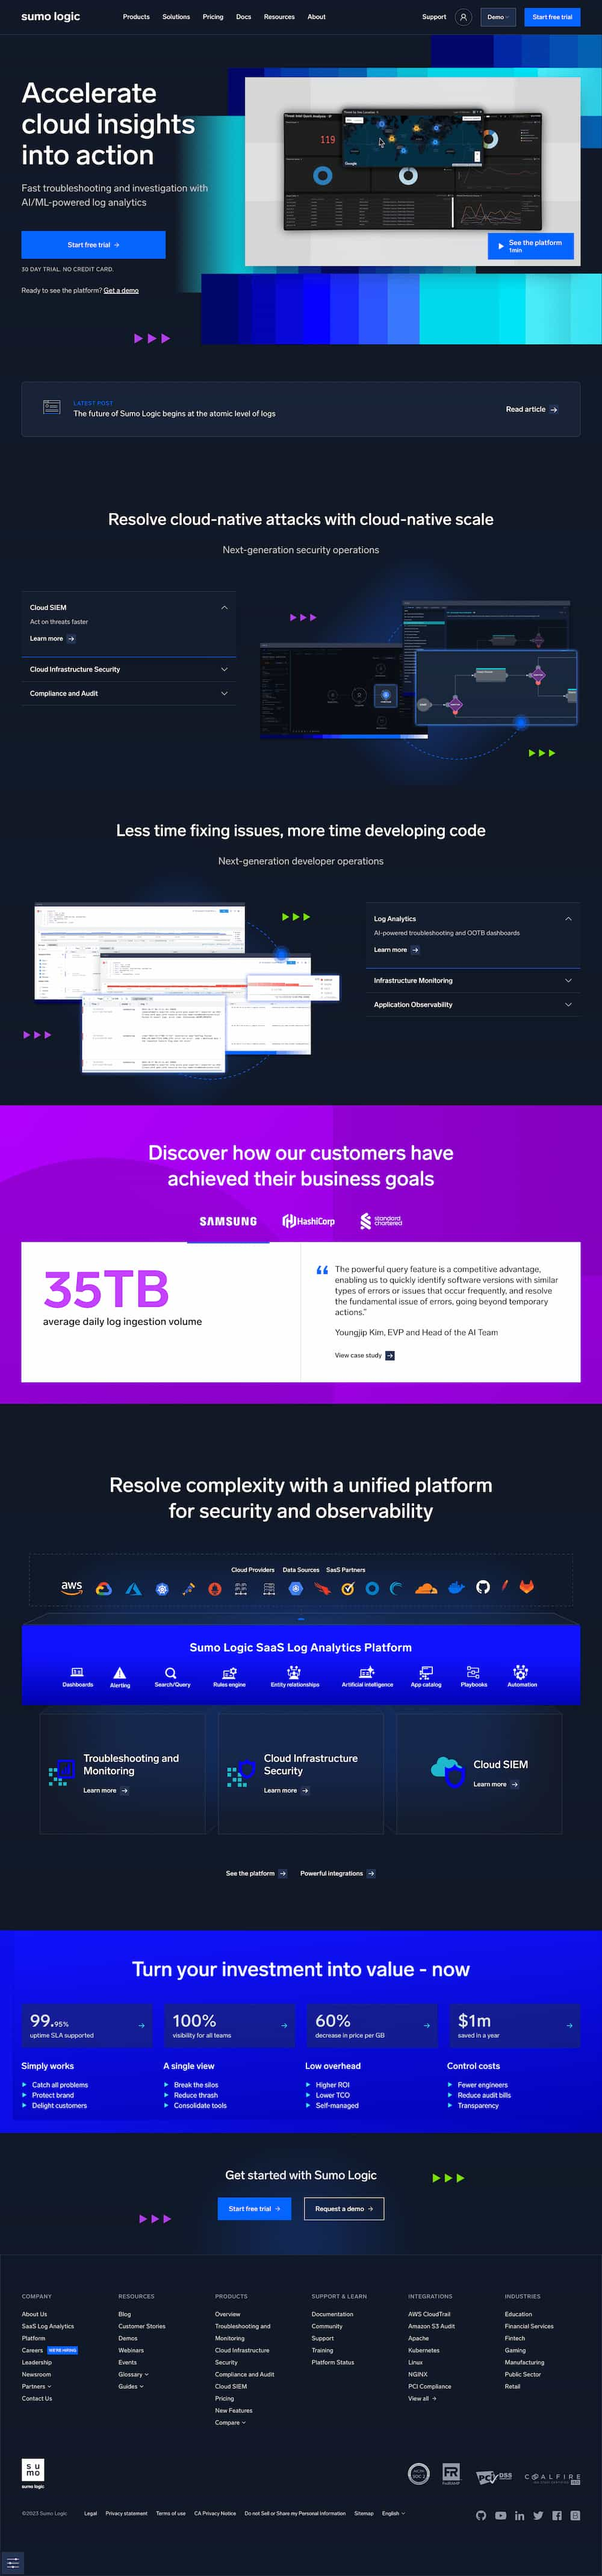 sumo logic
Products Solutions Pricing Docs Resources About
Support Demo Start free trial
Accelerate
cloud insights
into action
Fast troubleshooting and investigation with
AI/ML-powered log analytics
Start free trial →
30 DAY TRIAL. NO CREDIT CARD.
Ready to see the platform? Get a demo
119
Google
See the platform
1min
LATEST POST
The future of Sumo Logic begins at the atomic level of logs
Read article →
Resolve cloud-native attacks with cloud-native scale
Next-generation security operations
Cloud SIEM
Act on threats faster
Learn more →
Cloud Infrastructure Security
Compliance and Audit
Less time fixing issues, more time developing code
Next-generation developer operations
Log Analytics
AI-powered troubleshooting and OOTB dashboards
Learn more →
Infrastructure Monitoring
Application Observability
Discover how our customers have
achieved their business goals
SAMSUNG HashiCorp standard
chartered
35TB
average daily log ingestion volume
“ The powerful query feature is a competitive advantage,
enabling us to quickly identify software versions with similar
types of errors or issues that occur frequently, and resolve
the fundamental issue of errors, going beyond temporary
actions.”
Youngjip Kim, EVP and Head of the AI Team
View case study →
Resolve complexity with a unified platform
for security and observability
Cloud Providers Data Sources SasS Partners
aws
Sumo Logic SaaS Log Analytics Platform
Dashboards Alerting Search/Query Rules engine Entity relationships Artificial intelligence App catalog Playbooks Automation
Troubleshooting and
Monitoring
Learn more →
Cloud Infrastructure
Security
Learn more →
Cloud SIEM
Learn more →
See the platform → Powerful integrations →
Turn your investment into value - now
99.95% →
uptime SLA supported
100% →
visibility for all teams
60% →
decrease in price per GB
$1m →
saved in a year
Simply works
Catch all problems
Protect brand
Delight customers
A single view
Break the silos
Reduce thrash
Consolidate tools
Low overhead
Higher ROI
Lower TCO
Self-managed
Control costs
Fewer engineers
Reduce audit bills
Transparency
Get started with Sumo Logic
Start free trial → Request a demo →
COMPANY
About Us
SaaS Log Analytics
Platform
Careers WE'RE HIRING
Leadership
Newsroom
Partners
Contact Us
RESOURCES
Blog
Customer Stories
Demos
Webinars
Events
Glossary
Guides
PRODUCTS
Overview
Troubleshooting and
Monitoring
Cloud Infrastructure
Security
Compliance and Audit
Cloud SIEM
Pricing
New Features
Compare
SUPPORT & LEARN
Documentation
Community
Support
Training
Platform Status
INTEGRATIONS
AWS CloudTrail
Amazon S3 Audit
Apache
Kubernetes
Linux
NGINX
PCI Compliance
View all →
INDUSTRIES
Education
Financial Services
Fintech
Gaming
Manufacturing
Public Sector
Retail
su
mo
sumo logic
SOC 2
FR
FedRAMP
PCI DSS
COALFIRE
©2023 Sumo Logic Legal Privacy statement Terms of use CA Privacy Notice Do not Sell or Share my Personal Information Sitemap English